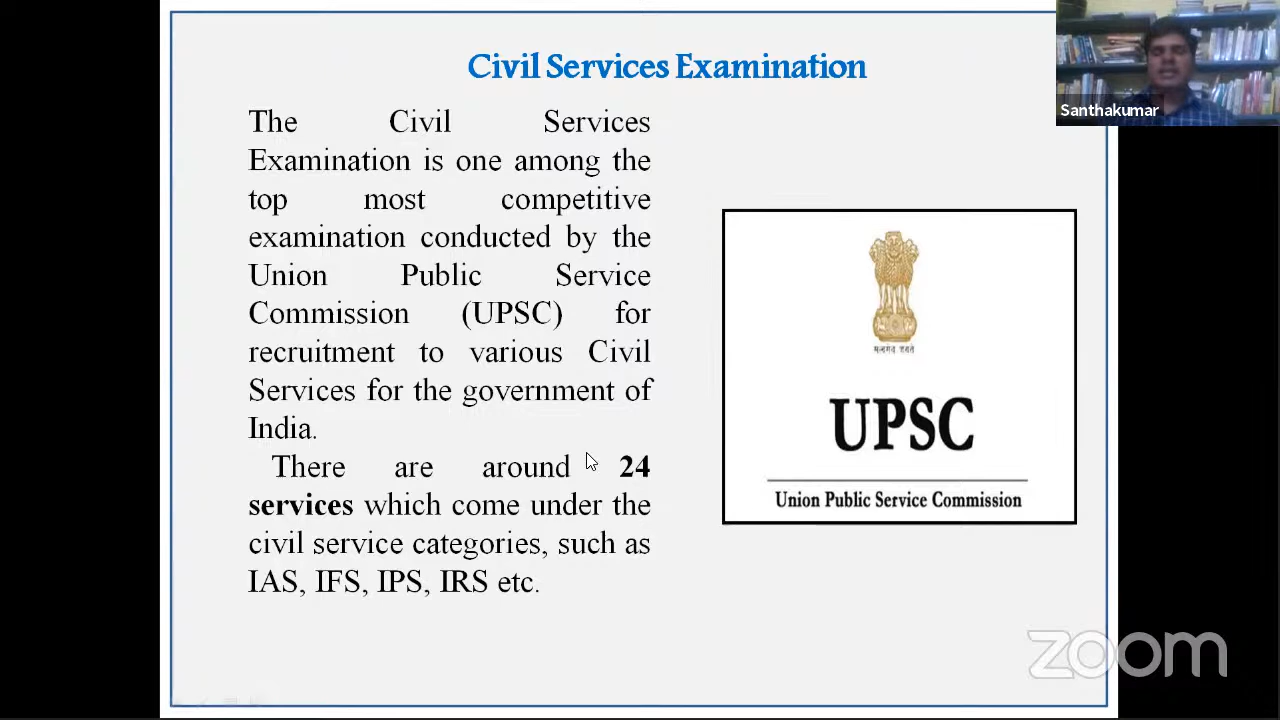 Civil Services Examination
Santhakumar
The Civil Services
Examination is one among the
top most competitive
examination conducted by the
Union Public Service
Commission (UPSC) for
recruitment to various Civil
Services for the government of
India.
There are around 24
services which come under the
civil service categories, such as
IAS, IFS, IPS, IRS etc.
सत्यमेव जयते
UPSC
Union Public Service Commission
zoom